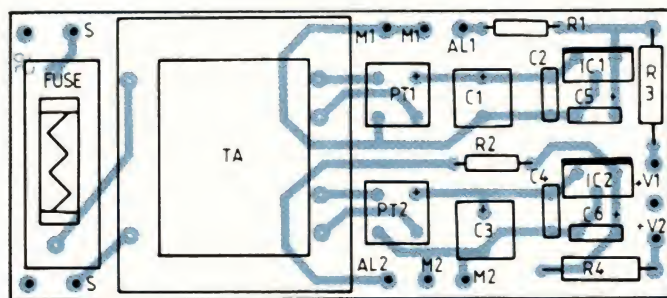 S M1 M1 AL1 R1
FUSE PT1 C1 C2 IC1 C5 R3
TA R2
PT2 C3 C4 IC2 C6 +V1 +V2
S AL2 M2 M2 R4